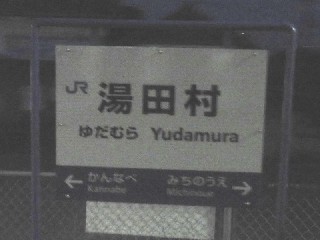 JR 湯田村
ゆだむら Yudamura
← かんなべ みちのうえ →
Kannabe Michinoue